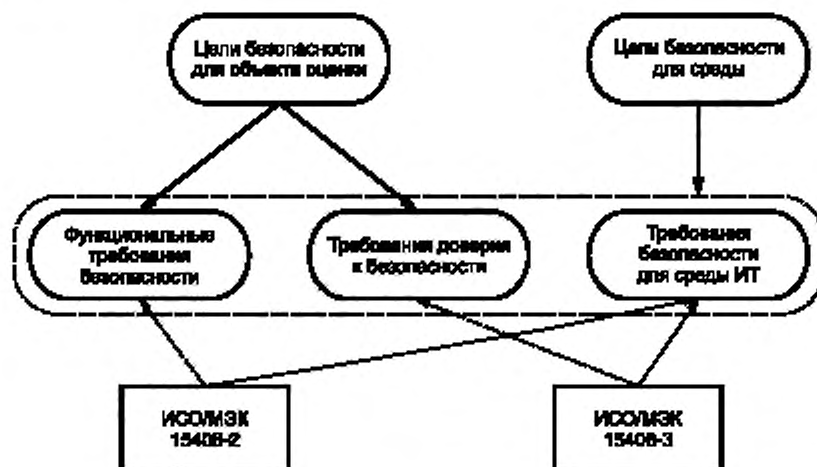 Цели безопасности
для объекта оценки
Цели безопасности
для среды
Функциональные
требования
безопасности
Требования доверия
к безопасности
Требования
безопасности
для среды ИТ
ИСО/МЭК
15408-2
ИСО/МЭК
15408-3